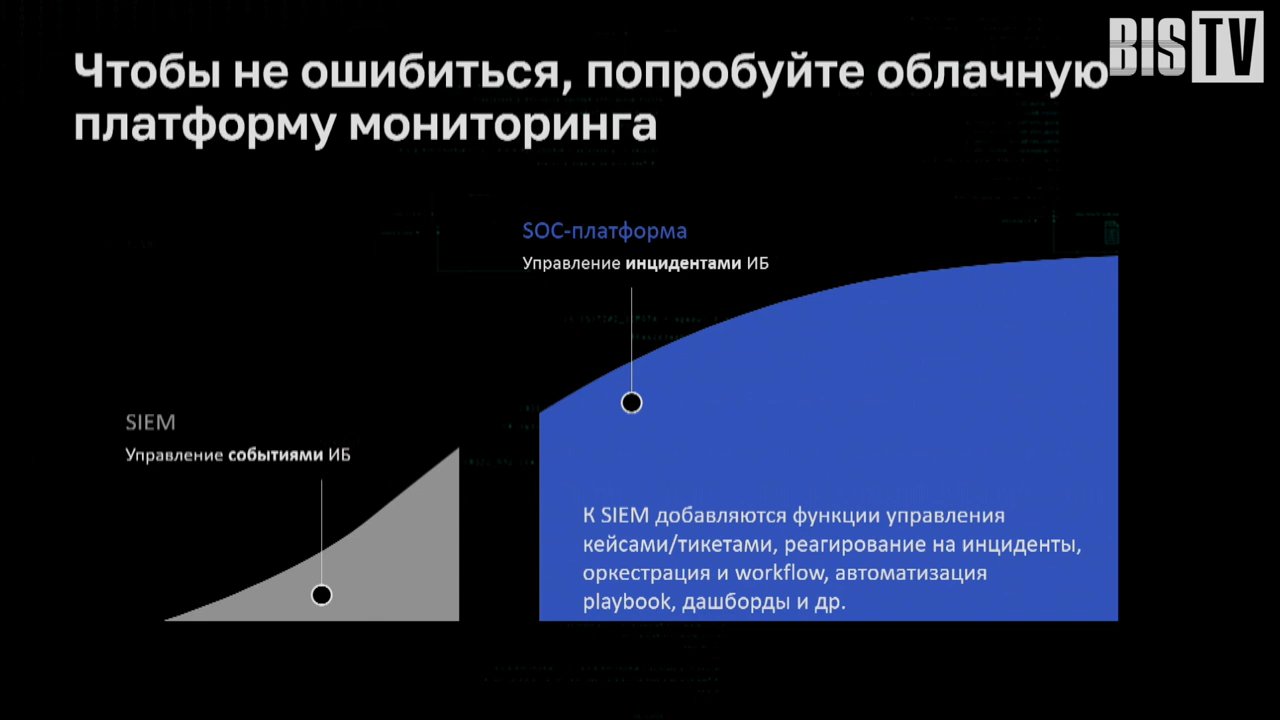 Чтобы не ошибиться, попробуйте облачную
платформу мониторинга
BIS TV
SOC-платформа
Управление инцидентами ИБ
SIEM
Управление событиями ИБ
К SIEM добавляются функции управления
кейсами/тикетами, реагирование на инциденты,
оркестрация и workflow, автоматизация
playbook, дашборды и др.